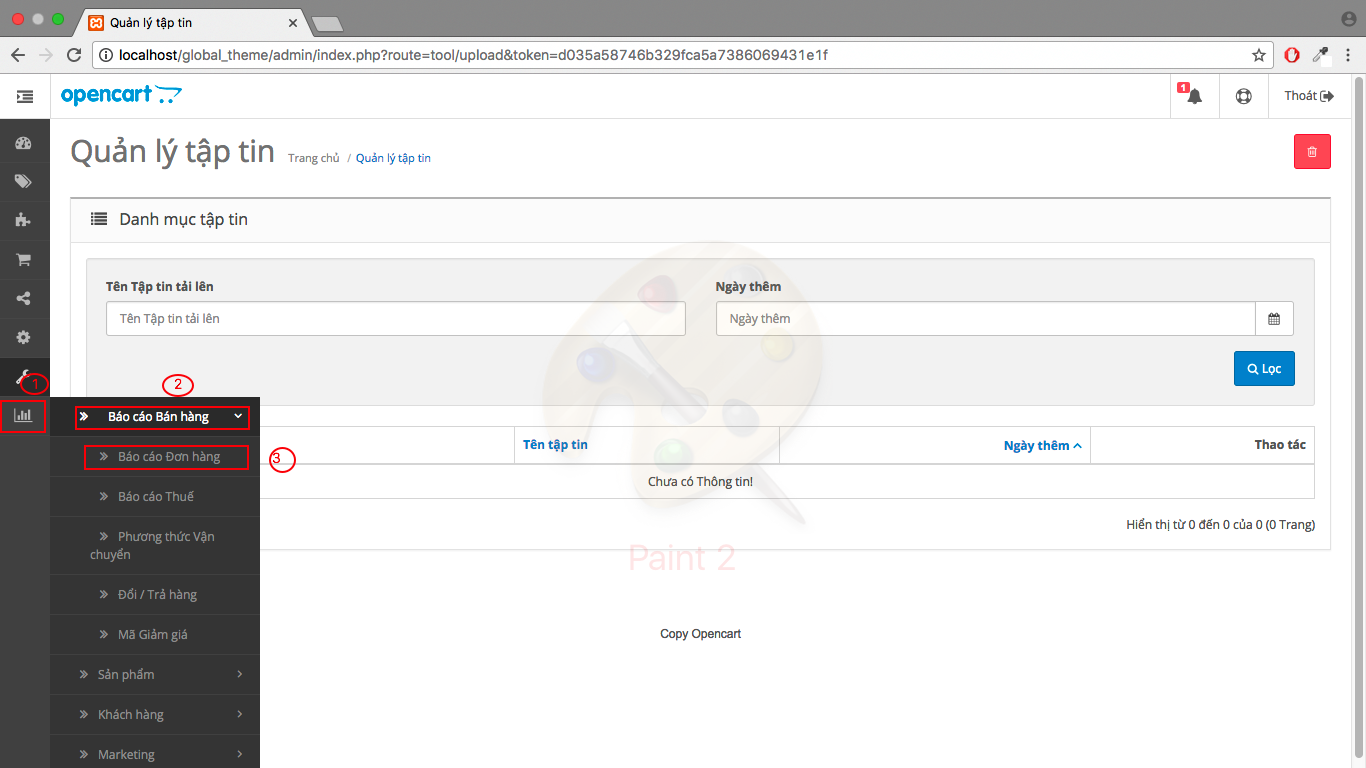 Quản lý tập tin
localhost/global_theme/admin/index.php?route=tool/upload&token=d035a58746b329fca5a7386069431e1f
opencart
1
Thoát
Quản lý tập tin
Trang chủ / Quản lý tập tin
Danh mục tập tin
Tên Tập tin tải lên
Ngày thêm
Tên Tập tin tải lên
Ngày thêm
Lọc
1
2
Báo cáo Bán hàng
Báo cáo Đơn hàng
3
Báo cáo Thuế
Phương thức Vận
chuyển
Đổi / Trả hàng
Mã Giảm giá
Sản phẩm
Khách hàng
Marketing
Tên tập tin
Ngày thêm
Thao tác
Chưa có Thông tin!
Hiển thị từ 0 đến 0 của 0 (0 Trang)
Paint 2
Copy Opencart